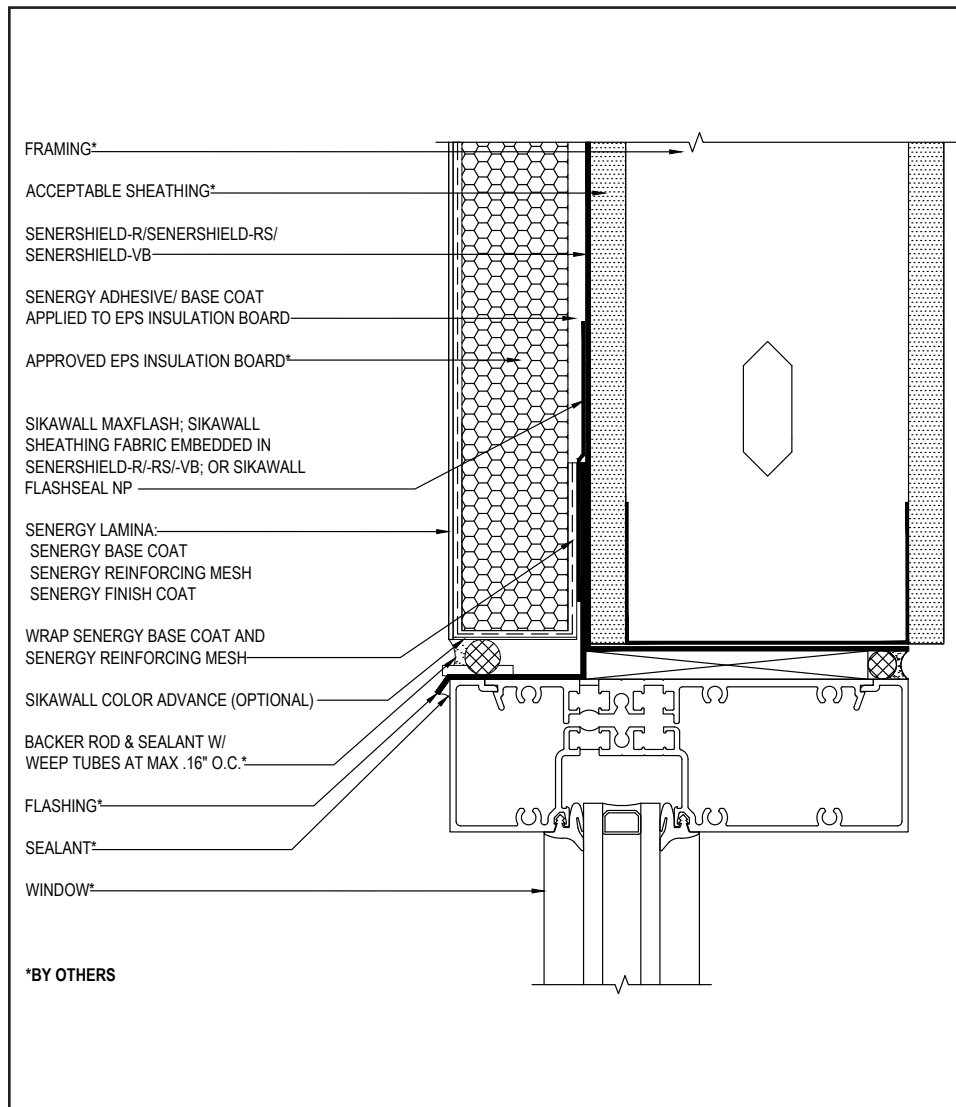 FRAMING*
ACCEPTABLE SHEATHING*
SENERSHIELD-R/SENERSHIELD-RS/
SENERSHIELD-VB
SENERGY ADHESIVE/ BASE COAT
APPLIED TO EPS INSULATION BOARD
APPROVED EPS INSULATION BOARD*
SIKAWALL MAXFLASH; SIKAWALL
SHEATHING FABRIC EMBEDDED IN
SENERSHIELD-R/-RS/-VB; OR SIKAWALL
FLASHSEAL NP
SENERGY LAMINA:
SENERGY BASE COAT
SENERGY REINFORCING MESH
SENERGY FINISH COAT
WRAP SENERGY BASE COAT AND
SENERGY REINFORCING MESH
SIKAWALL COLOR ADVANCE (OPTIONAL)
BACKER ROD & SEALANT W/
WEEP TUBES AT MAX .16" O.C.*
FLASHING*
SEALANT*
WINDOW*
*BY OTHERS